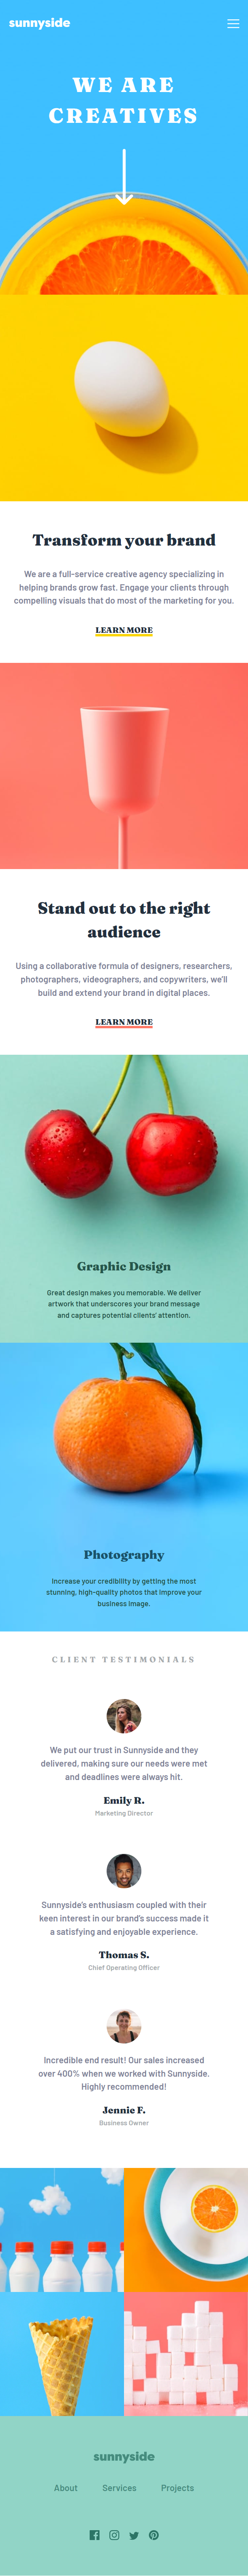 sunnyside
WE ARE
CREATIVES
Transform your brand
We are a full-service creative agency specializing in
helping brands grow fast. Engage your clients through
compelling visuals that do most of the marketing for you.
LEARN MORE
Stand out to the right
audience
Using a collaborative formula of designers, researchers,
photographers, videographers, and copywriters, we'll
build and extend your brand in digital places.
LEARN MORE
Graphic Design
Great design makes you memorable. We deliver
artwork that underscores your brand message
and captures potential clients' attention.
Photography
Increase your credibility by getting the most
stunning, high-quality photos that improve your
business image.
CLIENT TESTIMONIALS
We put our trust in Sunnyside and they
delivered, making sure our needs were met
and deadlines were always hit.
Emily R.
Marketing Director
Sunnyside's enthusiasm coupled with their
keen interest in our brand's success made it
a satisfying and enjoyable experience.
Thomas S.
Chief Operating Officer
Incredible end result! Our sales increased
over 400% when we worked with Sunnyside.
Highly recommended!
Jennie F.
Business Owner
sunnyside
About Services Projects